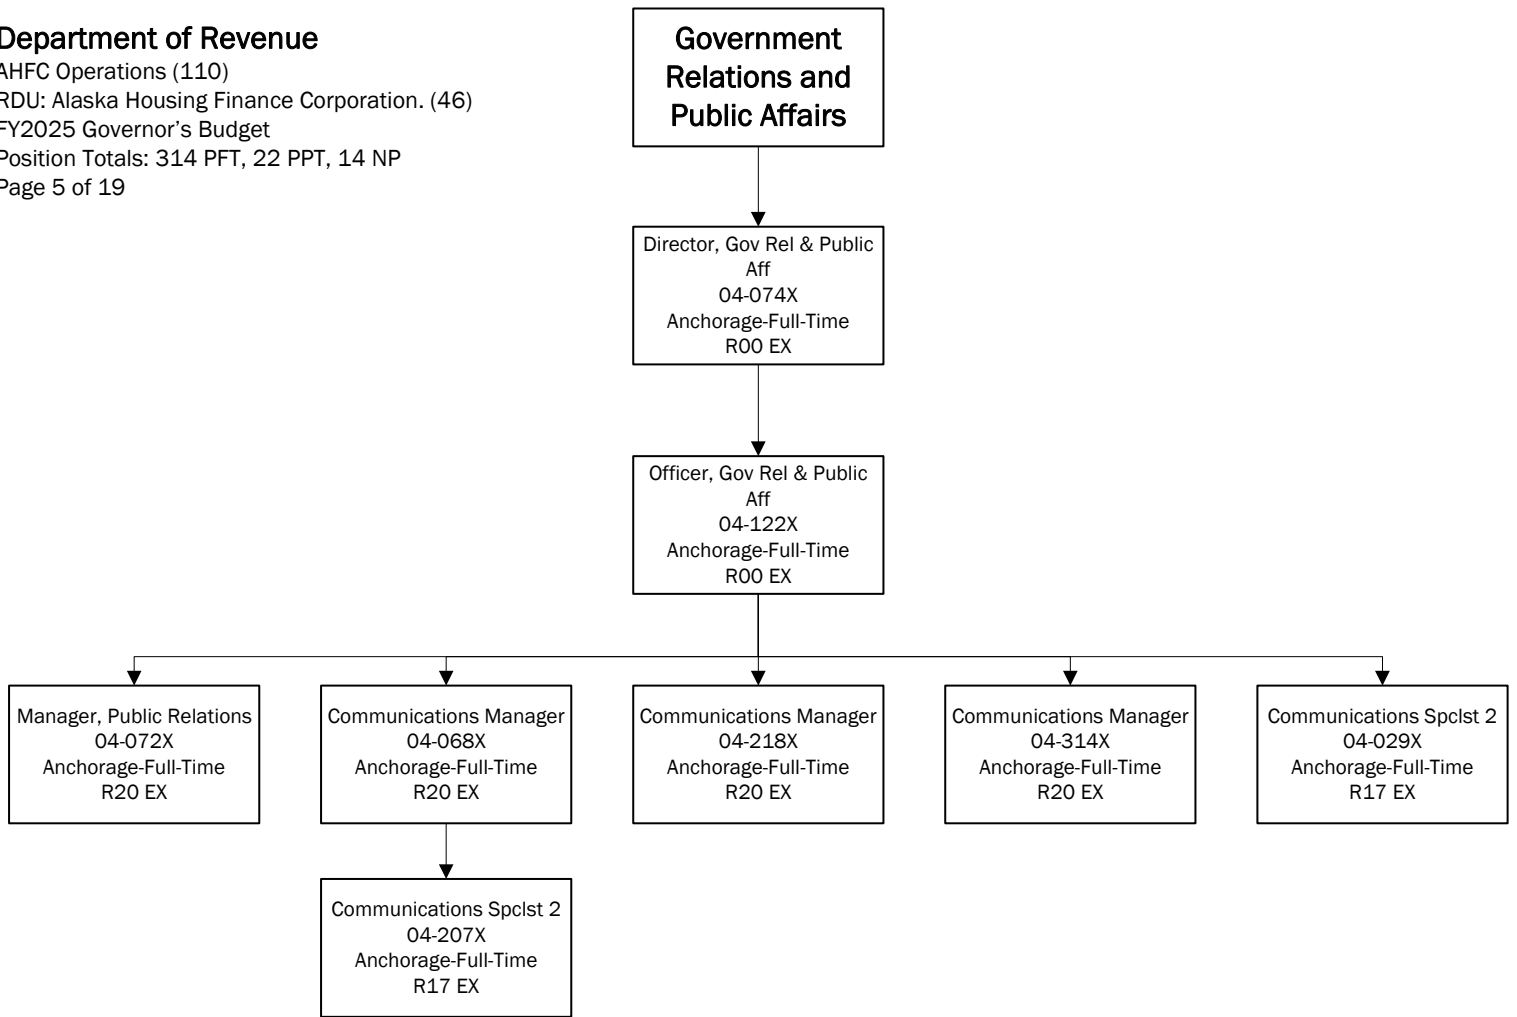 Department of Revenue
AHFC Operations (110)
RDU: Alaska Housing Finance Corporation. (46)
FY2025 Governor's Budget
Position Totals: 314 PFT, 22 PPT, 14 NP
Page 5 of 19
Government
Relations and
Public Affairs
Director, Gov Rel & Public
Aff
04-074X
Anchorage-Full-Time
R00 EX
Officer, Gov Rel & Public
Aff
04-122X
Anchorage-Full-Time
R00 EX
Manager, Public Relations
04-072X
Anchorage-Full-Time
R20 EX
Communications Manager
04-068X
Anchorage-Full-Time
R20 EX
Communications Manager
04-218X
Anchorage-Full-Time
R20 EX
Communications Manager
04-314X
Anchorage-Full-Time
R20 EX
Communications Spclst 2
04-029X
Anchorage-Full-Time
R17 EX
Communications Spclst 2
04-207X
Anchorage-Full-Time
R17 EX